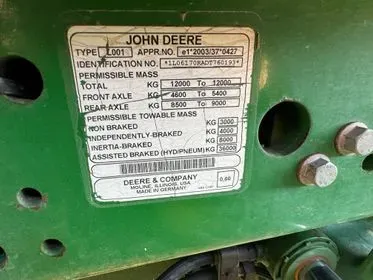 JOHN DEERE
TYPE L001 APPR.NO. e1*2003/37*0427
IDENTIFICATION NO. *1L06170RADT760193*
PERMISSIBLE MASS
TOTAL KG 12000 TO 12000
FRONT AXLE KG 4600 TO 5400
REAR AXLE KG 8500 TO 9000
PERMISSIBLE TOWABLE MASS
NON BRAKED KG 3000
INDEPENDENTLY-BRAKED KG 4000
INERTIA-BRAKED KG 8000
ASSISTED BRAKED (HYD/PNEUM) KG 36000
DEERE & COMPANY
MOLINE, ILLINOIS, USA
MADE IN GERMANY
0,60